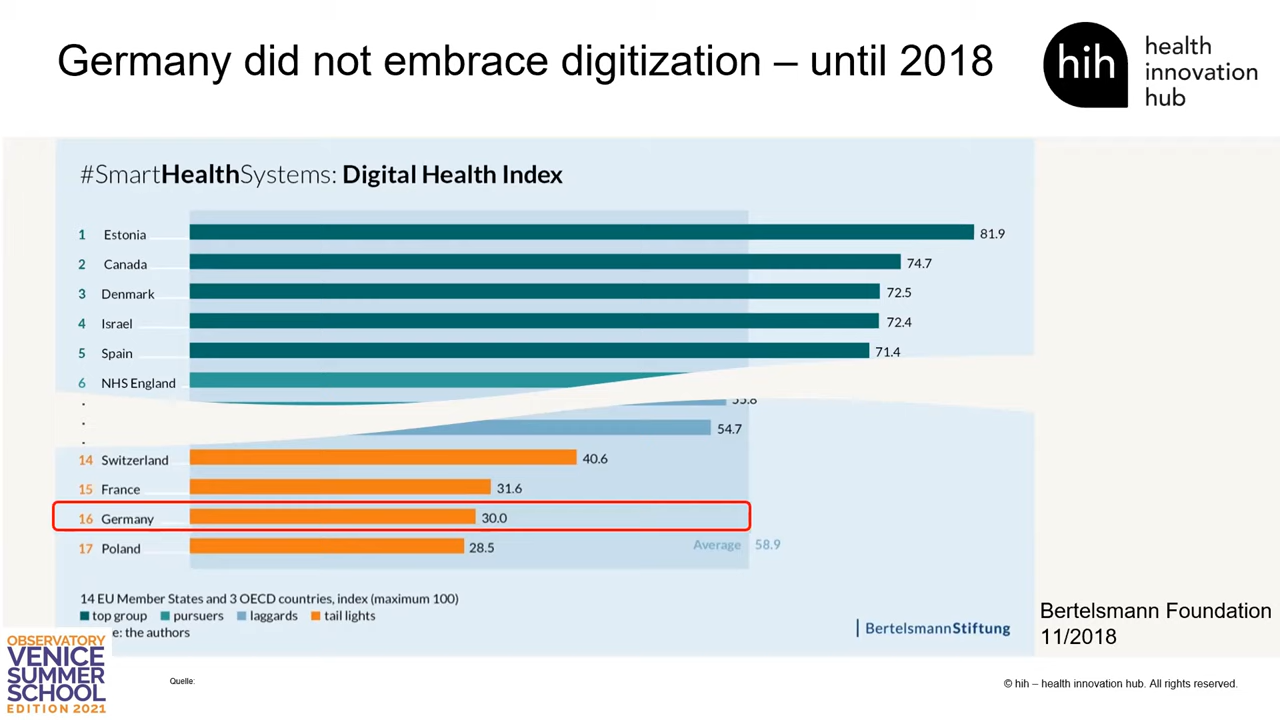 Germany did not embrace digitization – until 2018
hih
health
innovation
hub
#SmartHealthSystems: Digital Health Index
1 Estonia 81.9
2 Canada 74.7
3 Denmark 72.5
4 Israel 72.4
5 Spain 71.4
6 NHS England
54.7
14 Switzerland 40.6
15 France 31.6
16 Germany 30.0
17 Poland 28.5
Average 58.9
14 EU Member States and 3 OECD countries, index (maximum 100)
top group pursuers laggards tail lights
the authors
BertelsmannStiftung
Bertelsmann Foundation
11/2018
OBSERVATORY
VENICE
SUMMER
SCHOOL
EDITION 2021
Quelle:
© hih – health innovation hub. All rights reserved.